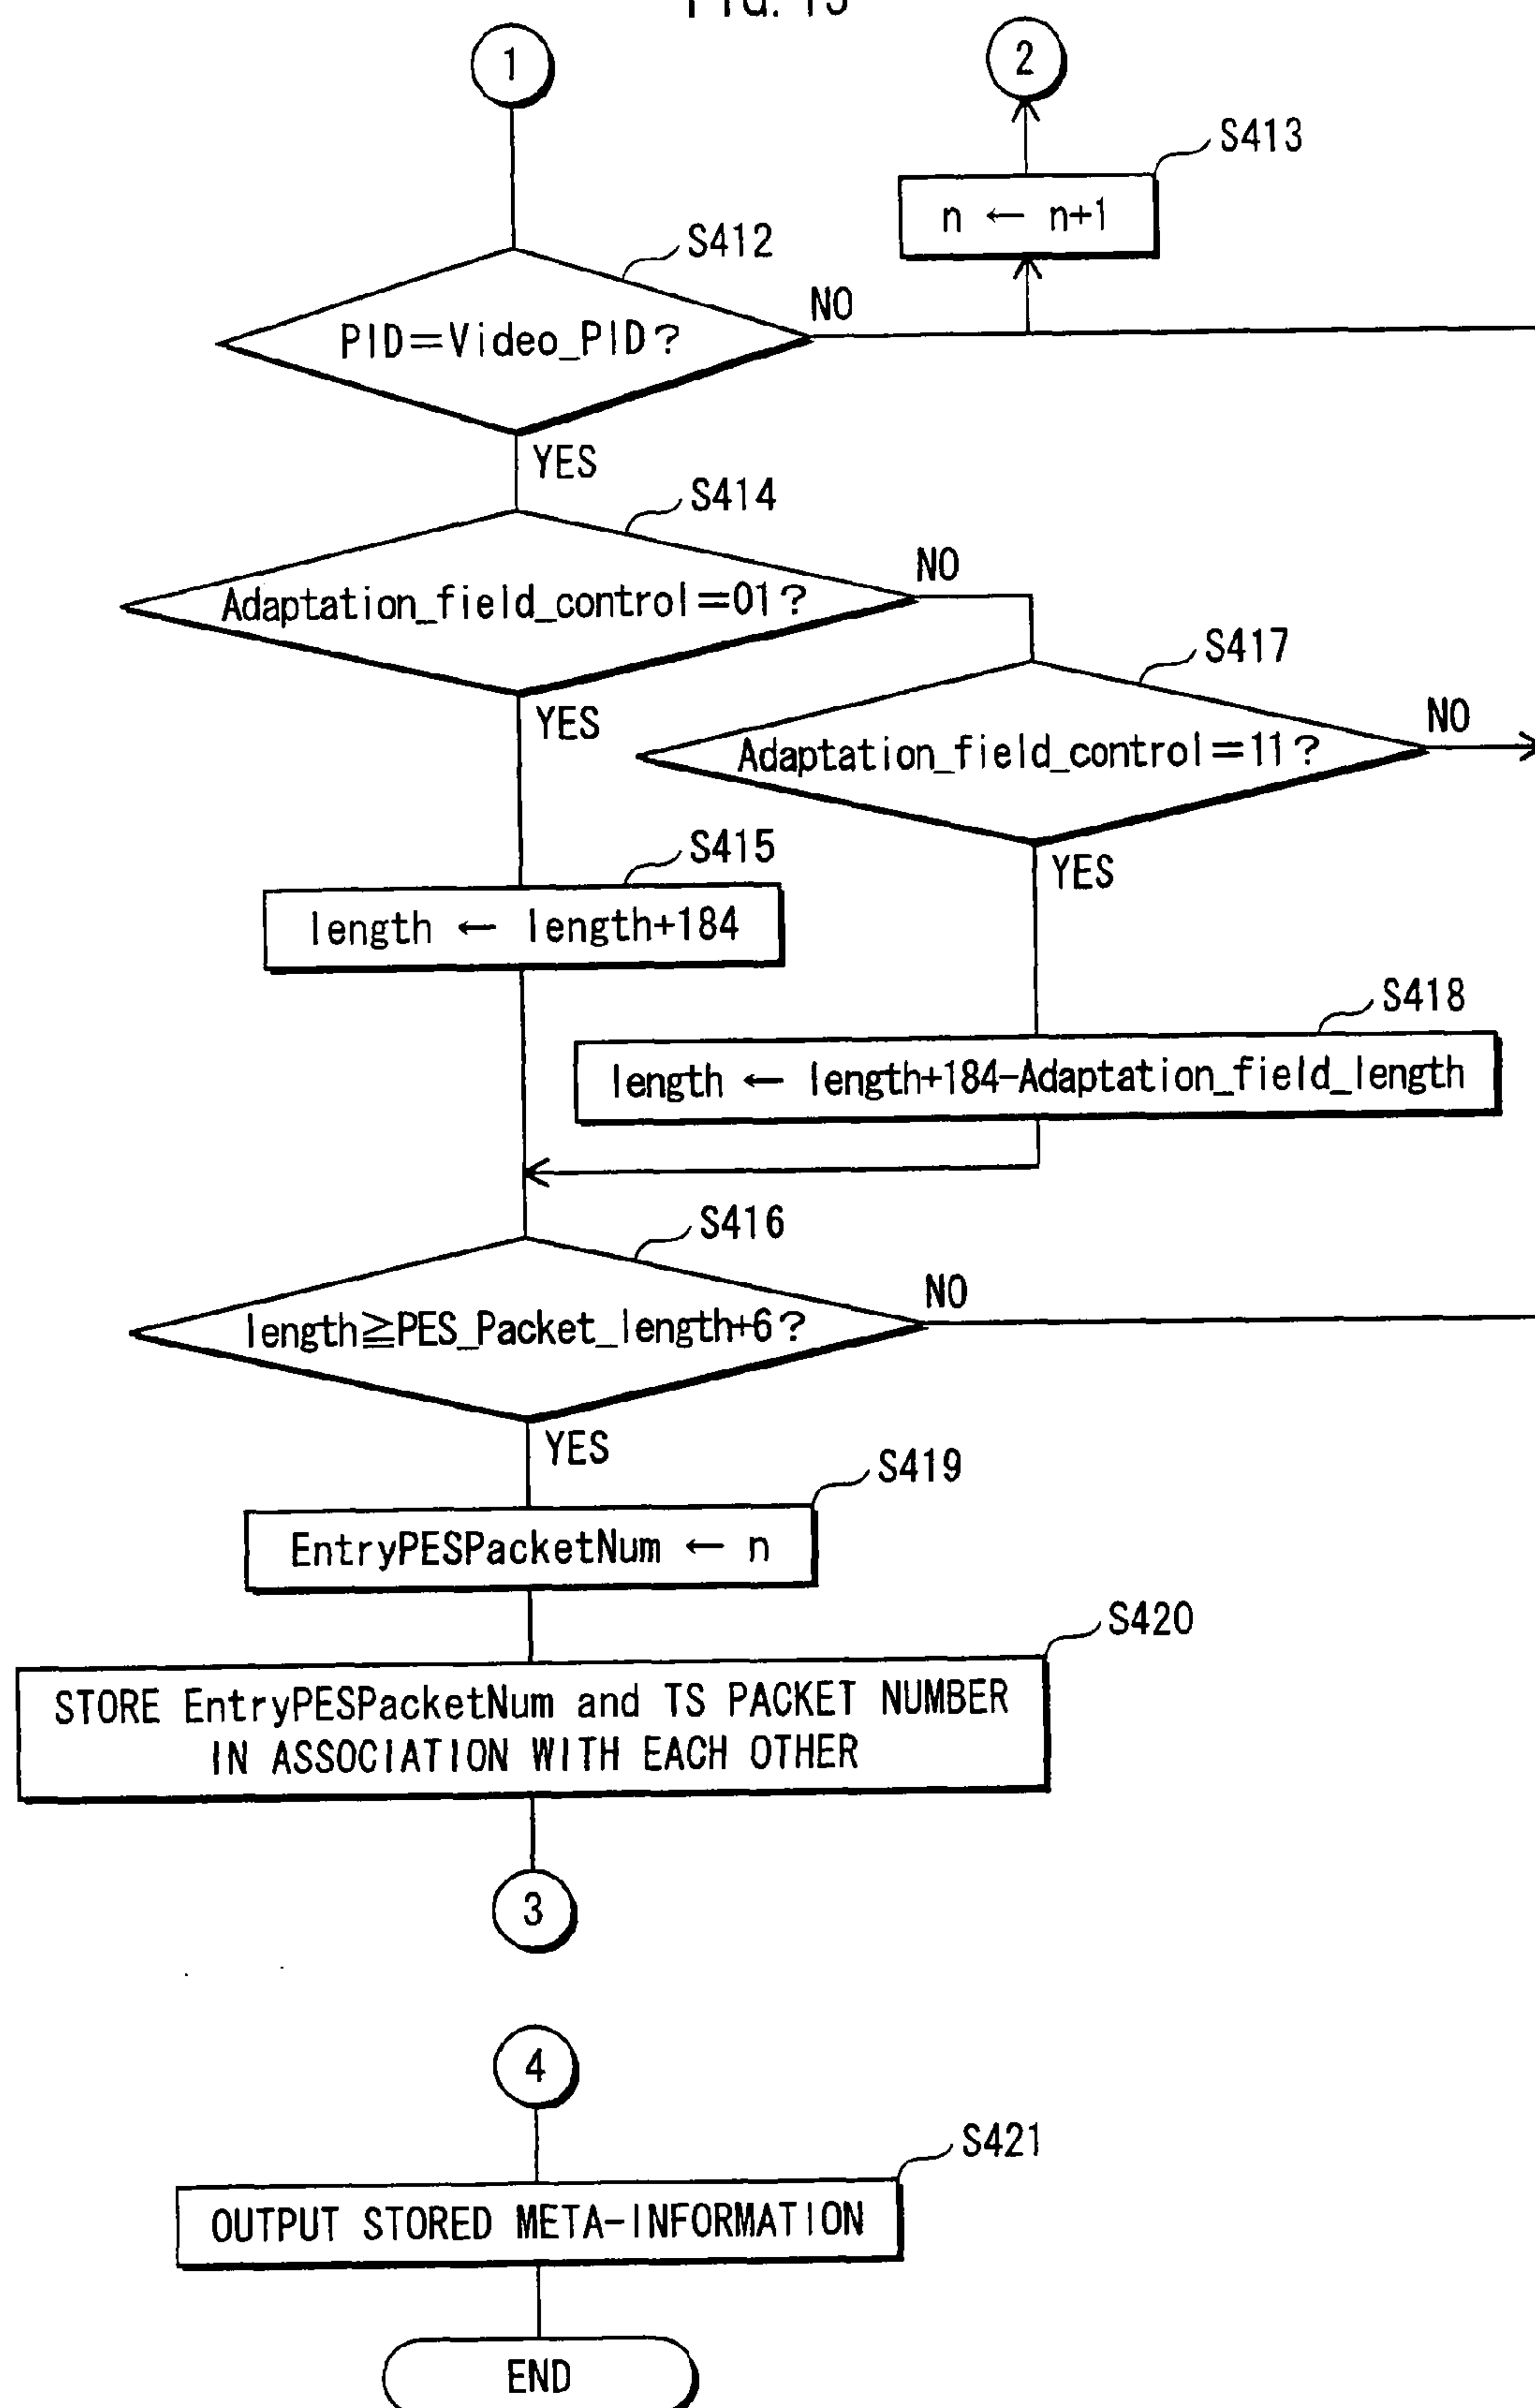 FIG. 13
1
2
S413
n ← n+1
S412
PID=Video_PID?
NO
YES
S414
Adaptation_field_control=01?
NO
YES
S417
Adaptation_field_control=11?
NO
YES
S415
length ← length+184
S418
length ← length+184-Adaptation_field_length
S416
length≧PES_Packet_length+6?
NO
YES
S419
EntryPESPacketNum ← n
S420
STORE EntryPESPacketNum and TS PACKET NUMBER
IN ASSOCIATION WITH EACH OTHER
3
4
S421
OUTPUT STORED META-INFORMATION
END